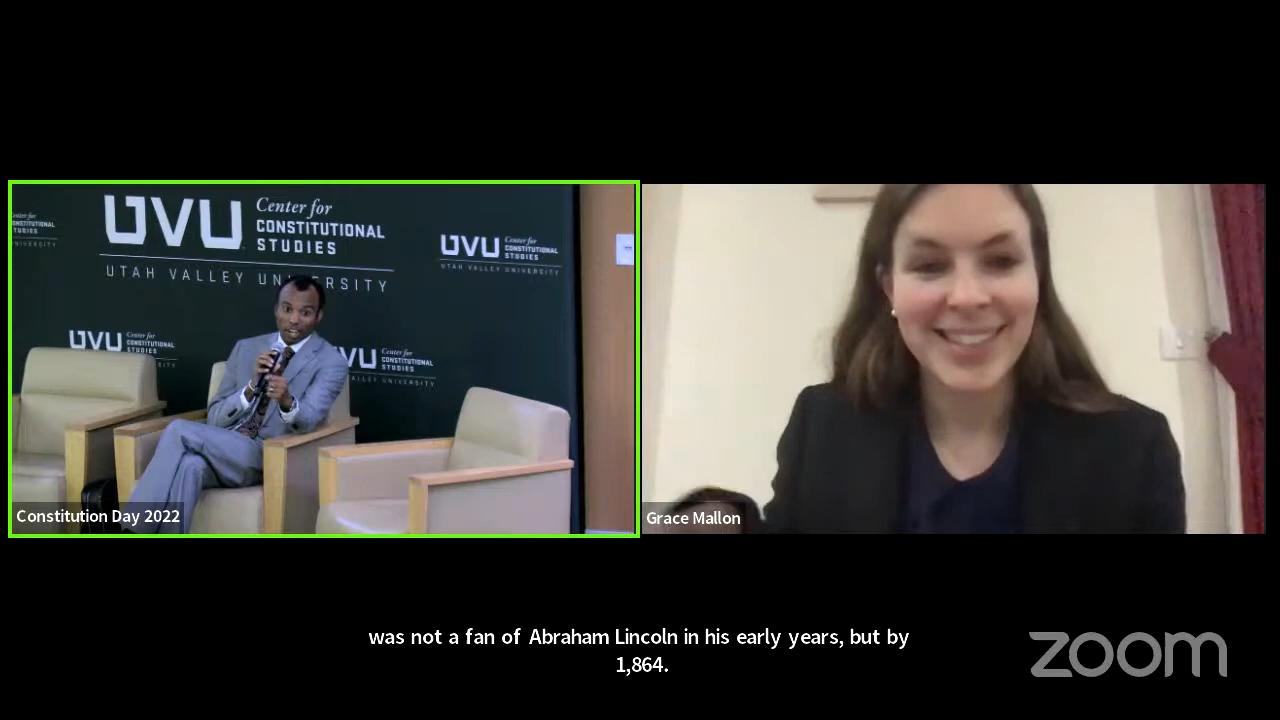 UVU Center for
CONSTITUTIONAL
STUDIES
UTAH VALLEY UNIVERSITY
UVU Center for
CONSTITUTIONAL
STUDIES
UTAH VALLEY UNIVERSITY
UVU Center for
CONSTITUTIONAL
STUDIES
Center for
CONSTITUTIONAL
STUDIES
VALLEY UNIVERSITY
Constitution Day 2022
Grace Mallon
was not a fan of Abraham Lincoln in his early years, but by
1,864.
zoom